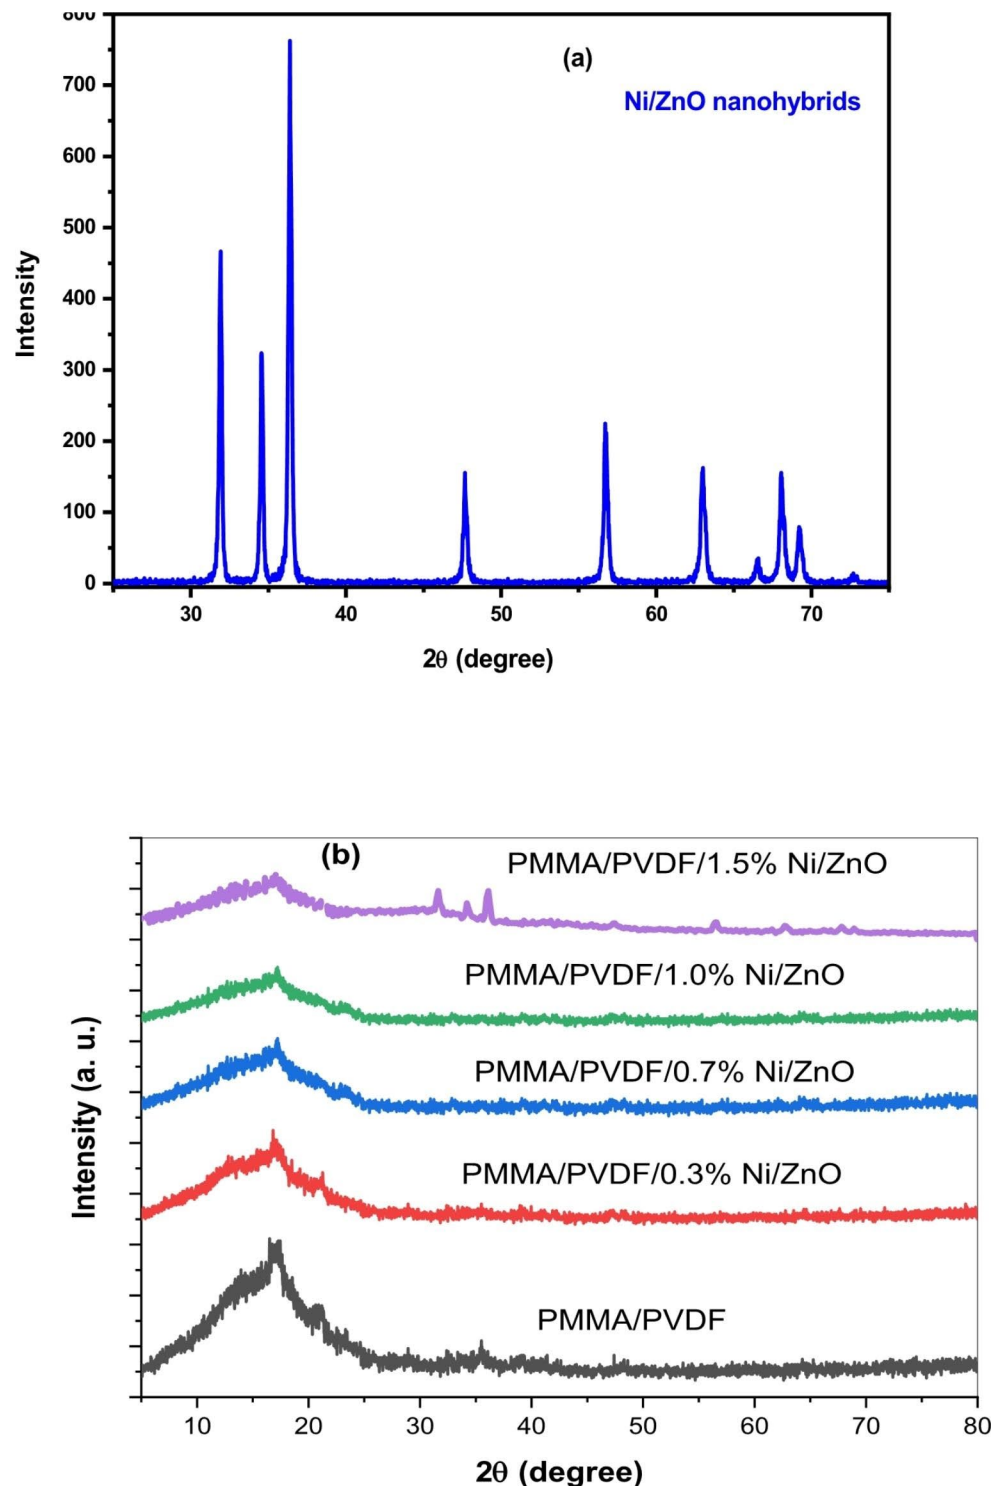 800
(a)
Ni/ZnO nanohybrids
700
600
500
400
300
200
100
0
Intensity
30 40 50 60 70
2θ (degree)
(b)
PMMA/PVDF/1.5% Ni/ZnO
PMMA/PVDF/1.0% Ni/ZnO
PMMA/PVDF/0.7% Ni/ZnO
PMMA/PVDF/0.3% Ni/ZnO
PMMA/PVDF
Intensity (a. u.)
10 20 30 40 50 60 70 80
2θ (degree)